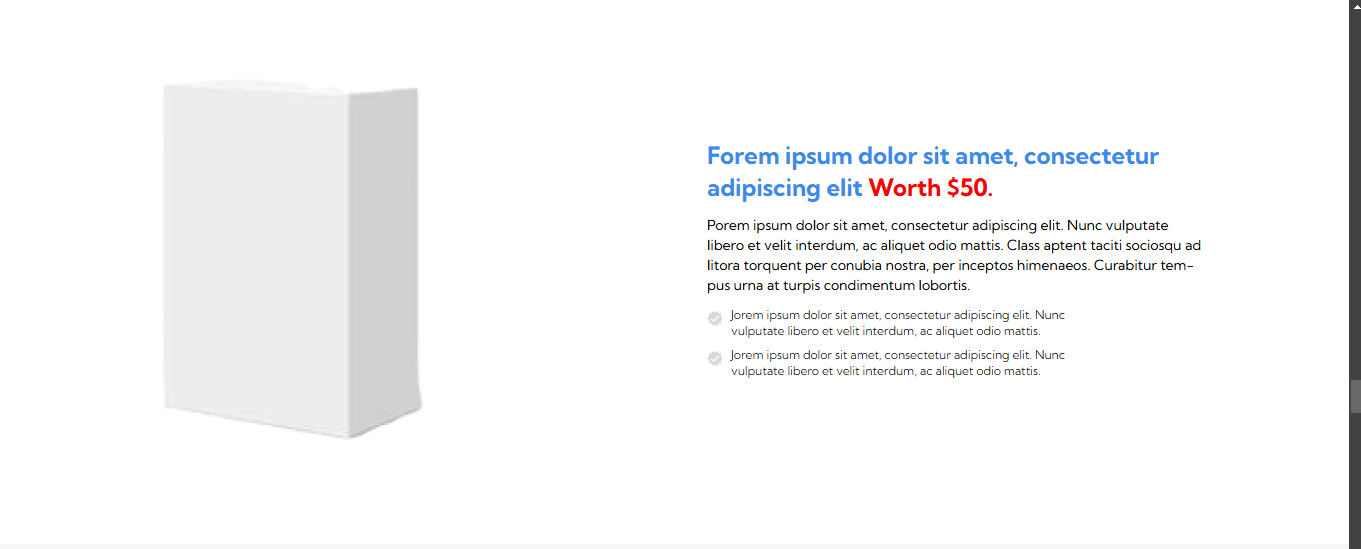 Forem ipsum dolor sit amet, consectetur
adipiscing elit Worth $50.
Porem ipsum dolor sit amet, consectetur adipiscing elit. Nunc vulputate
libero et velit interdum, ac aliquet odio mattis. Class aptent taciti sociosqu ad
litora torquent per conubia nostra, per inceptos himenaeos. Curabitur tem-
pus urna at turpis condimentum lobortis.
Jorem ipsum dolor sit amet, consectetur adipiscing elit. Nunc
vulputate libero et velit interdum, ac aliquet odio mattis.
Jorem ipsum dolor sit amet, consectetur adipiscing elit. Nunc
vulputate libero et velit interdum, ac aliquet odio mattis.